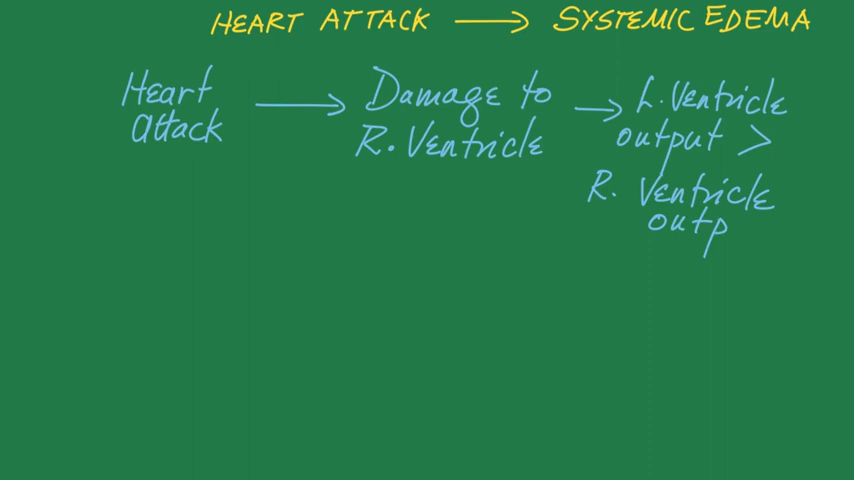 HEART ATTACK → SYSTEMIC EDEMA
Heart → Damage to → L. Ventricle
attack R. Ventricle output >
R. Ventricle
outp